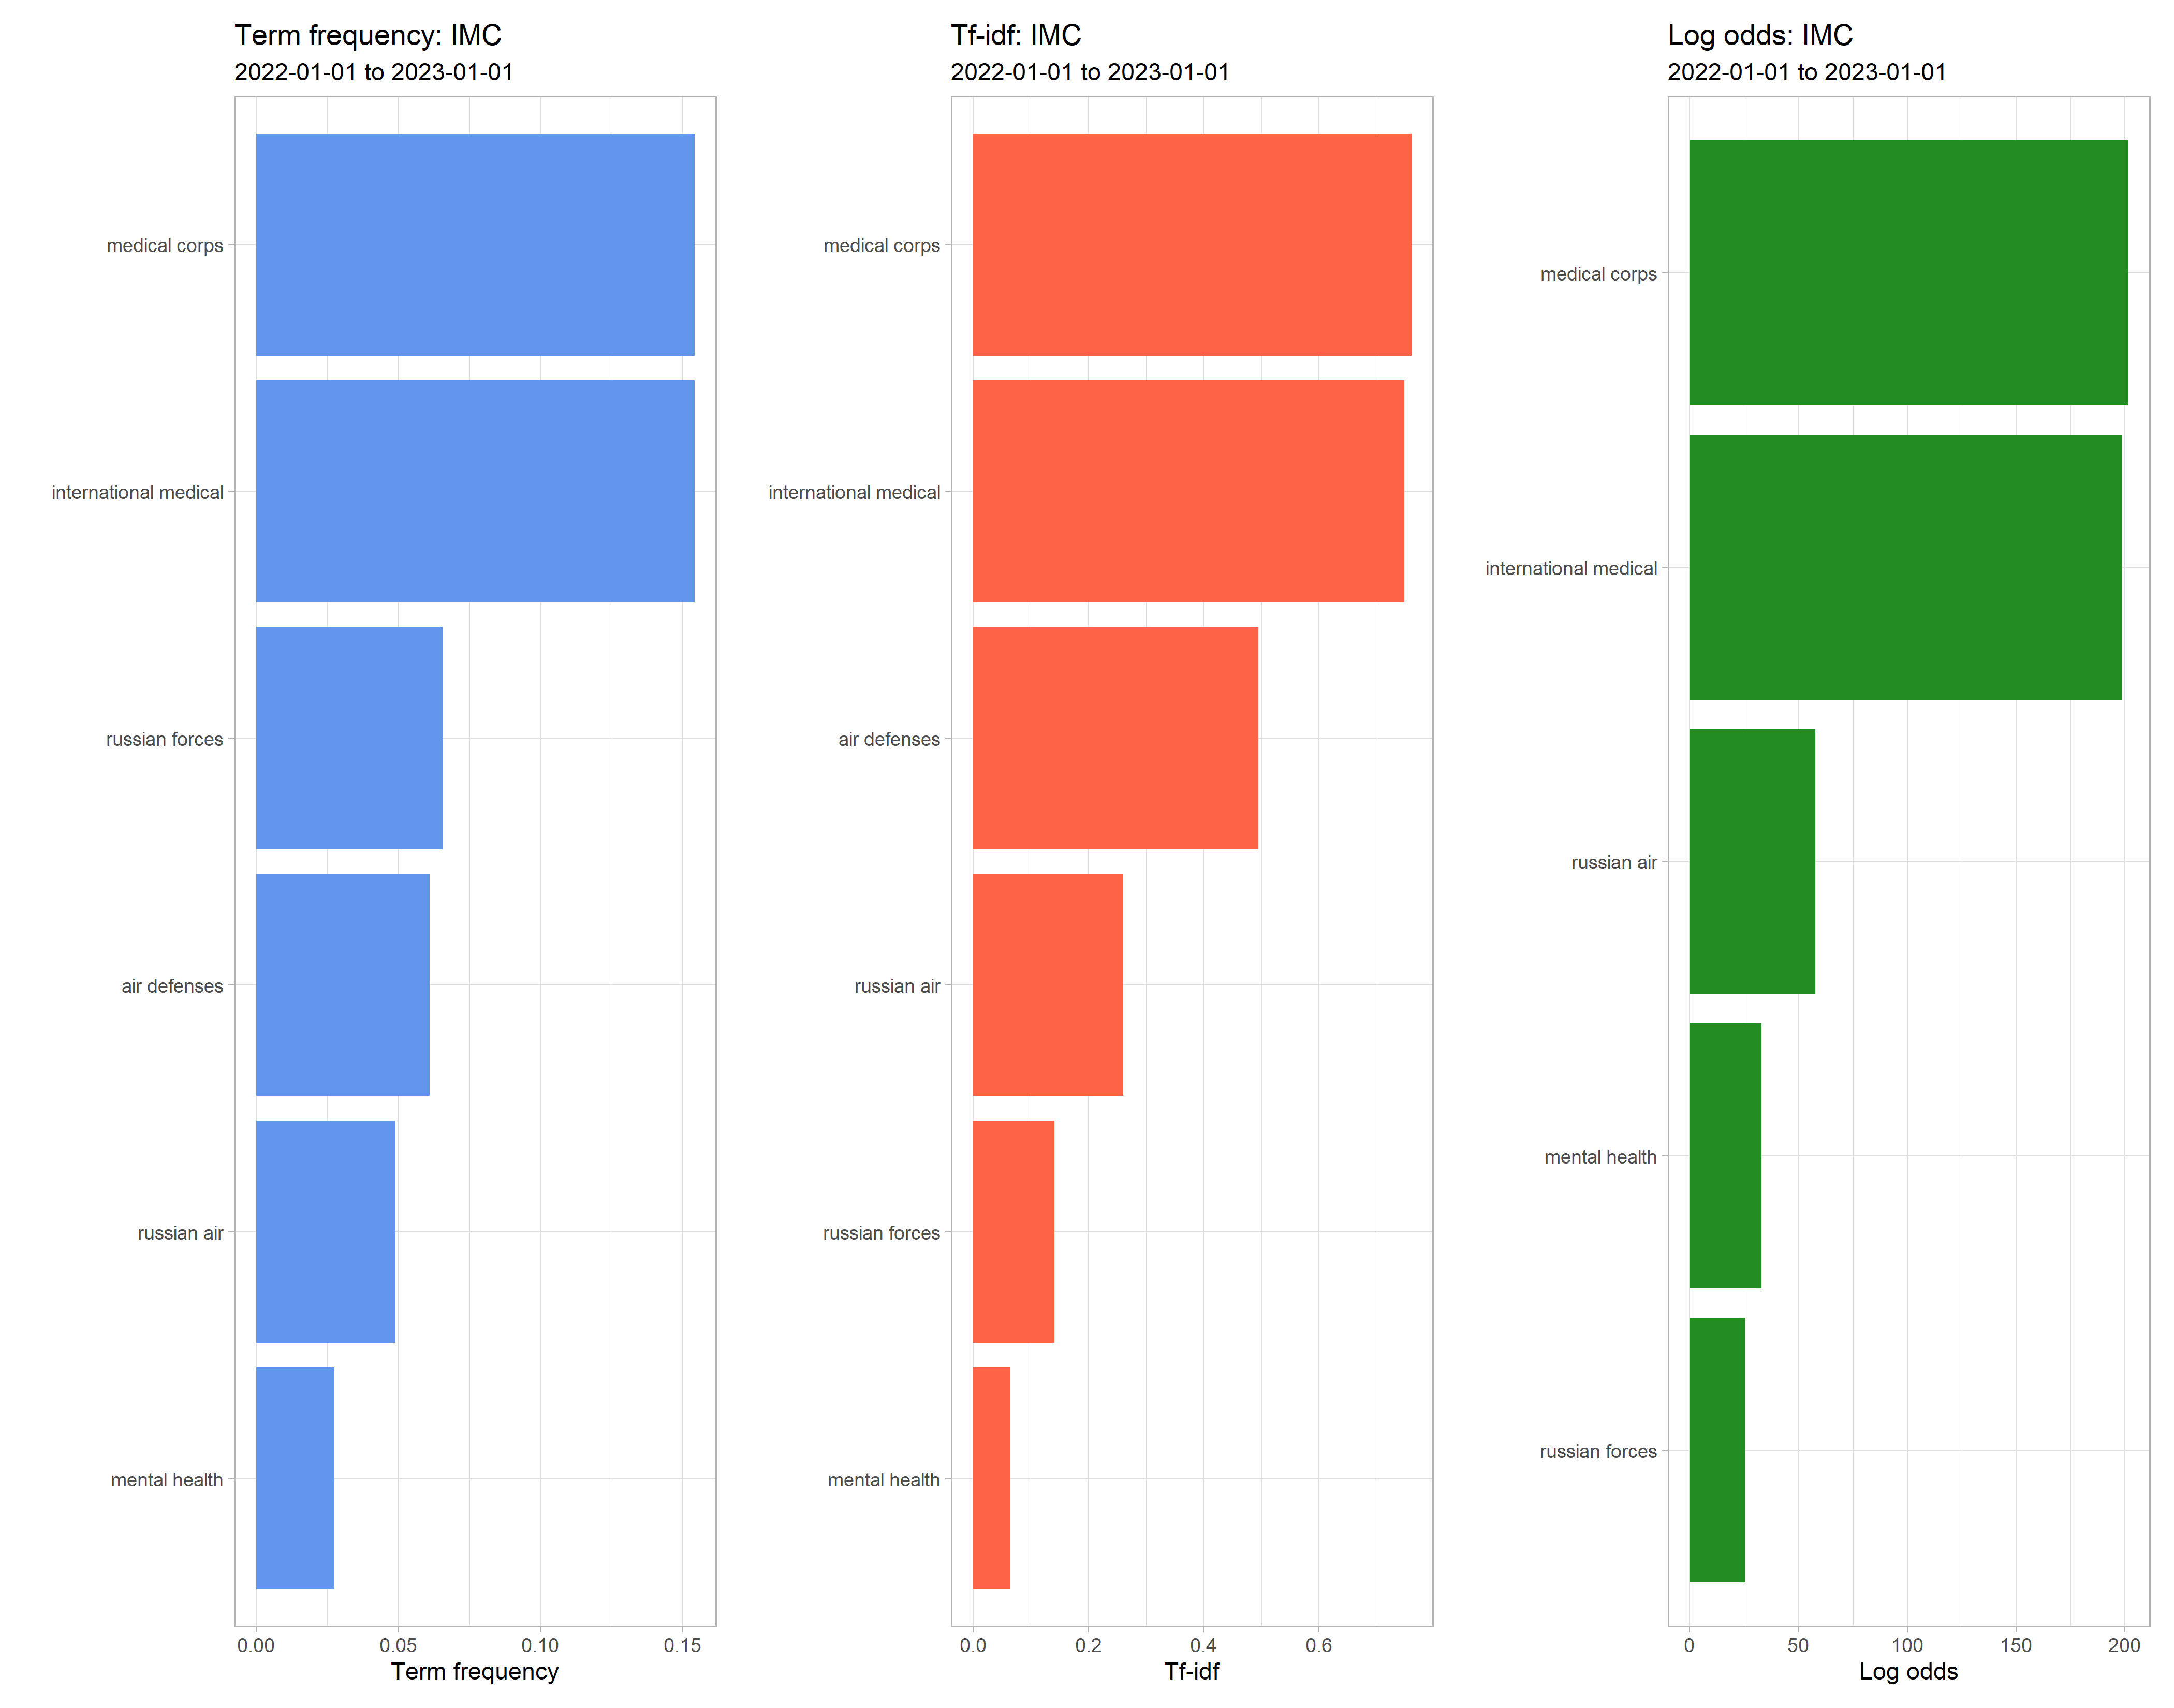 Term frequency: IMC
2022-01-01 to 2023-01-01
medical corps
international medical
russian forces
air defenses
russian air
mental health
0.00 0.05 0.10 0.15
Term frequency
Tf-idf: IMC
2022-01-01 to 2023-01-01
medical corps
international medical
air defenses
russian air
russian forces
mental health
0.0 0.2 0.4 0.6
Tf-idf
Log odds: IMC
2022-01-01 to 2023-01-01
medical corps
international medical
russian air
mental health
russian forces
0 50 100 150 200
Log odds